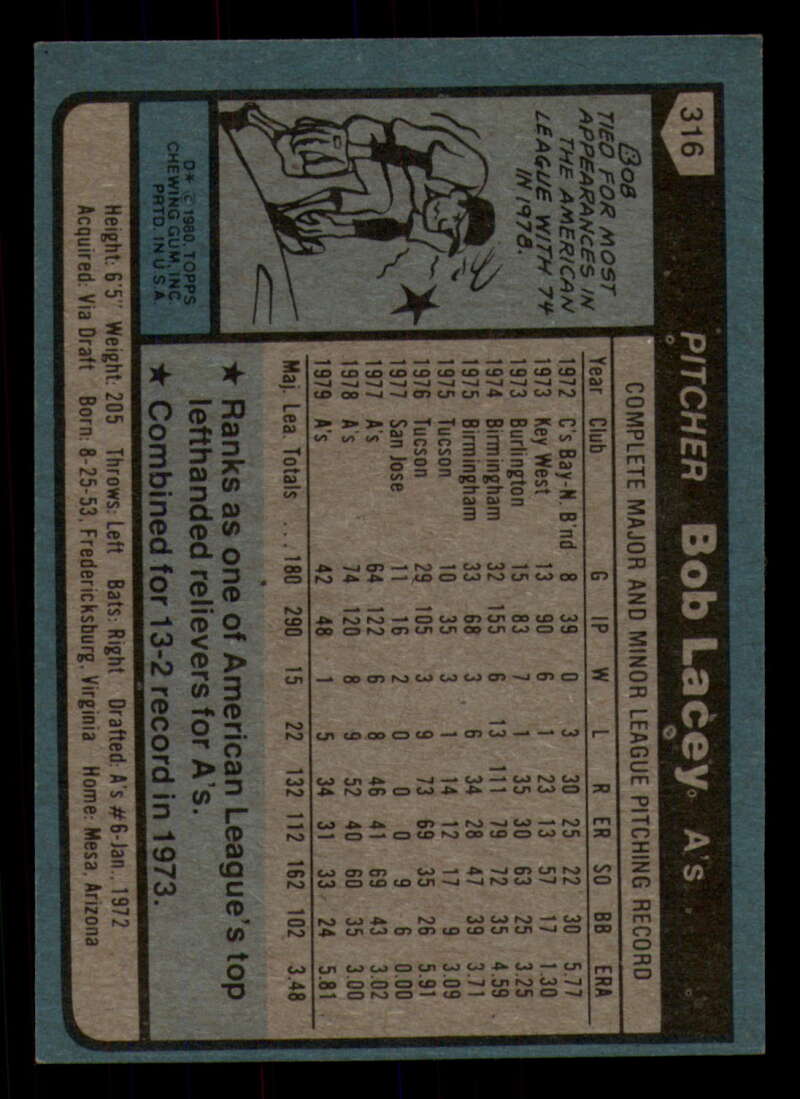 316
PITCHER Bob Lacey A's
BOB
TIED FOR MOST
APPEARANCES IN
THE AMERICAN
LEAGUE WITH 74
IN 1978.
D* © 1980 TOPPS
CHEWING GUM, INC.
PRTD. IN U.S.A.
COMPLETE MAJOR AND MINOR LEAGUE PITCHING RECORD
Year Club G IP W L R ER SO BB ERA
1972 C's Bay-N. B'nd 8 39 0 3 30 25 22 30 5.77
1973 Key West 13 90 6 1 23 13 57 17 1.30
1973 Burlington 15 83 7 1 35 30 63 25 3.25
1974 Birmingham 32 155 6 13 111 79 72 35 4.59
1975 Birmingham 33 68 3 6 34 28 47 39 3.71
1975 Tucson 10 35 3 1 14 12 17 9 3.09
1976 Tucson 29 105 3 9 73 69 35 26 5.91
1977 San Jose 11 16 2 0 0 0 9 6 0.00
1977 A's 64 122 6 8 46 41 69 43 3.02
1978 A's 74 120 8 9 52 40 60 35 3.00
1979 A's 42 48 1 5 34 31 33 24 5.81
Maj. Lea Totals ... 180 290 15 22 132 112 162 102 3.48
★ Ranks as one of American League's top
lefthanded relievers for A's.
★ Combined for 13-2 record in 1973.
Height: 6'5" Weight: 205 Throws: Left Bats: Right Drafted: A's #6-Jan., 1972
Acquired: Via Draft Born: 8-25-53, Fredericksburg, Virginia Home: Mesa, Arizona